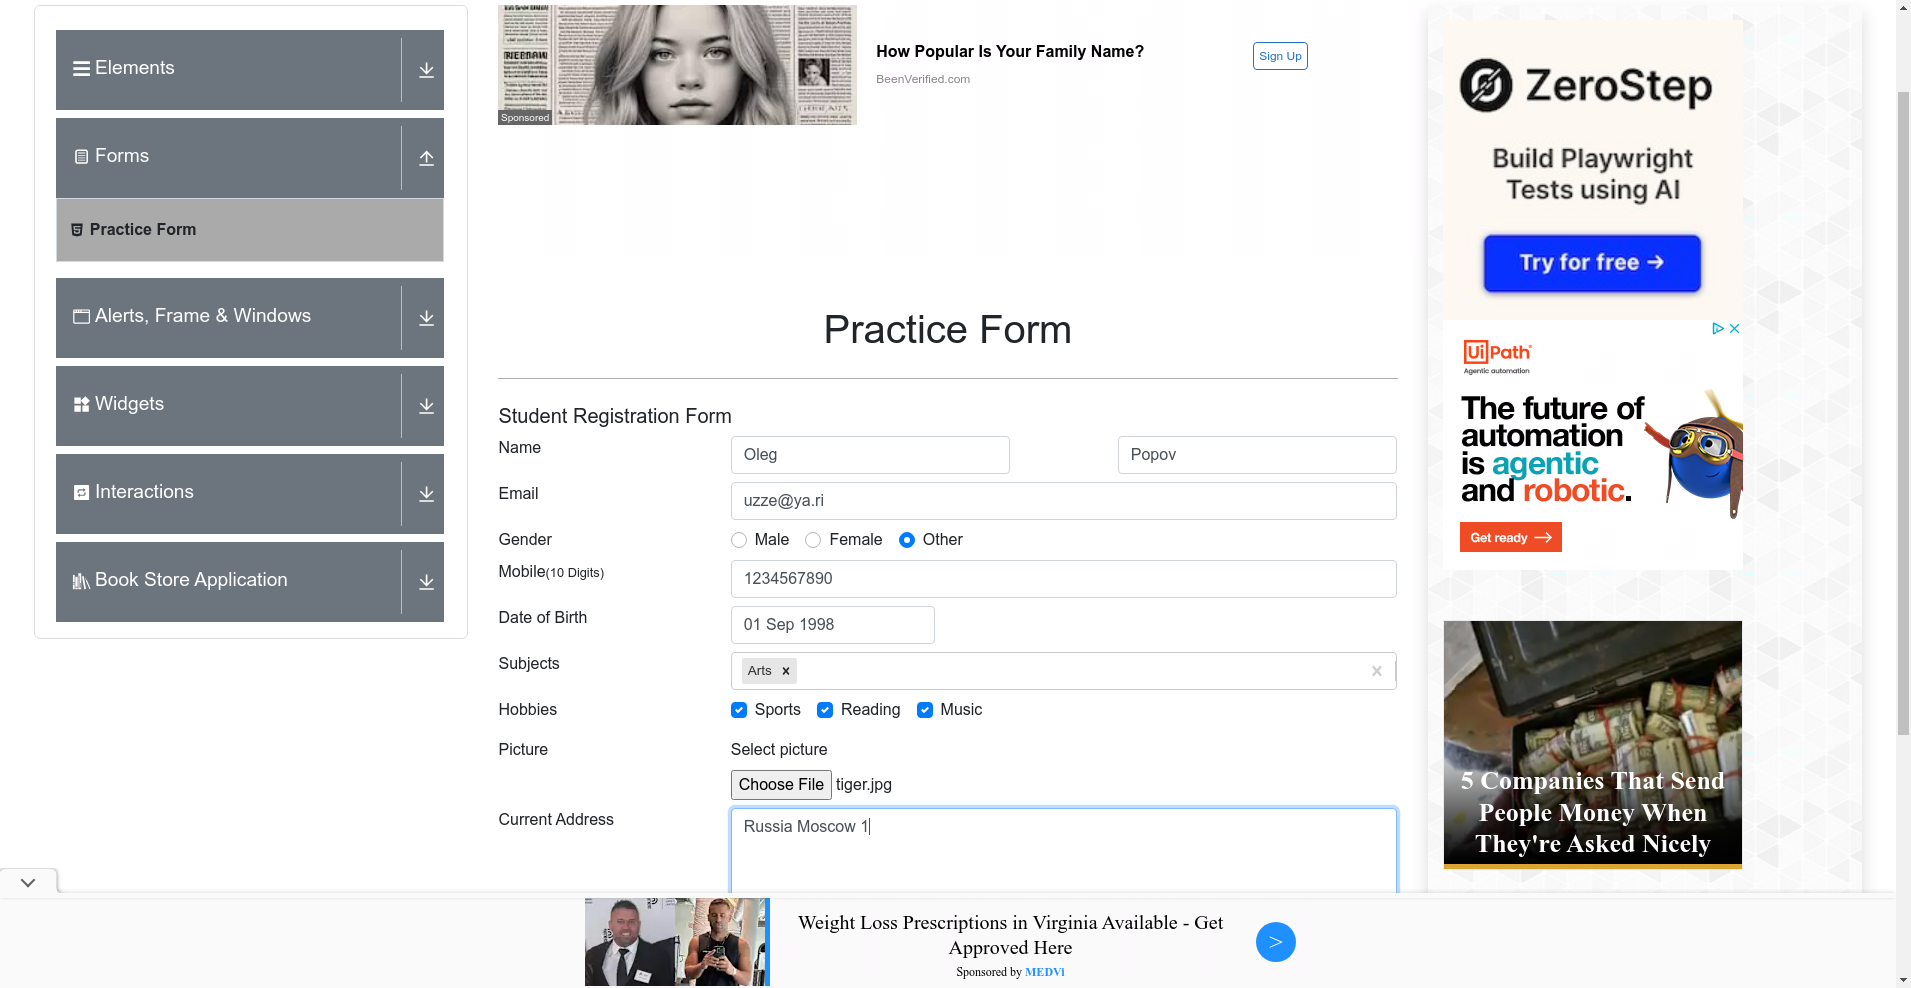 Elements
Forms
Practice Form
Alerts, Frame & Windows
Widgets
Interactions
Book Store Application
Sponsored
How Popular Is Your Family Name?
BeenVerified.com
Sign Up
Practice Form
Student Registration Form
Name
Oleg
Popov
Email
uzze@ya.ri
Gender
Male
Female
Other
Mobile(10 Digits)
1234567890
Date of Birth
01 Sep 1998
Subjects
Arts
Hobbies
Sports
Reading
Music
Picture
Select picture
Choose File tiger.jpg
Current Address
Russia Moscow 1
ZeroStep
Build Playwright
Tests using AI
Try for free →
UiPath
Agentic automation
The future of
automation
is agentic
and robotic.
Get ready
5 Companies That Send
People Money When
They're Asked Nicely
Weight Loss Prescriptions in Virginia Available - Get
Approved Here
Sponsored by MEDVi